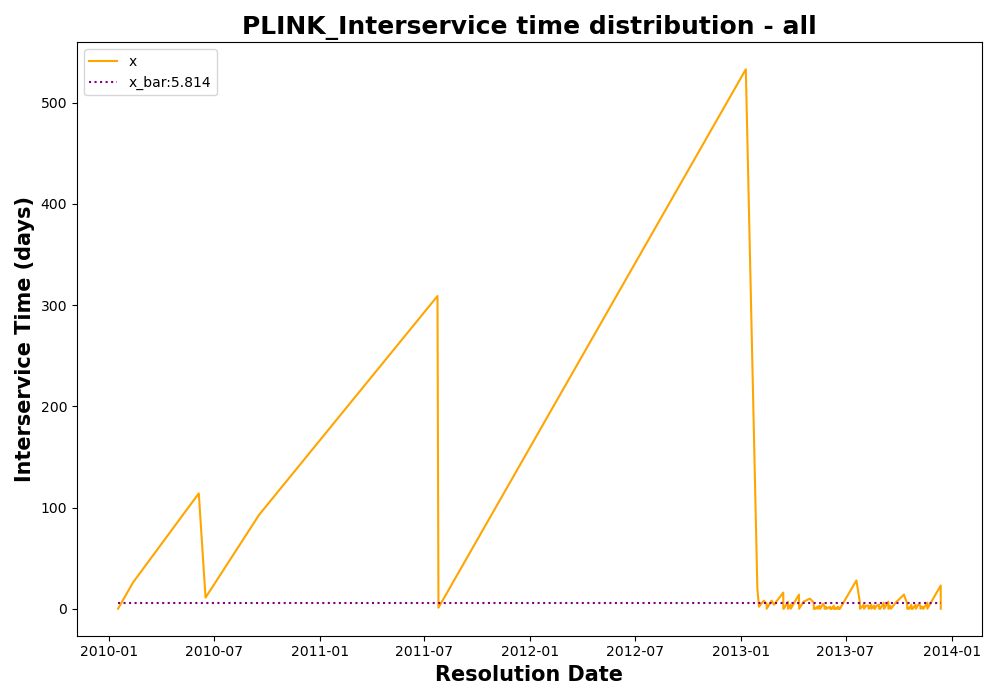 PLINK_Interservice time distribution - all
x
x_bar:5.814
Interservice Time (days)
500
400
300
200
100
0
2010-01 2010-07 2011-01 2011-07 2012-01 2012-07 2013-01 2013-07 2014-01
Resolution Date